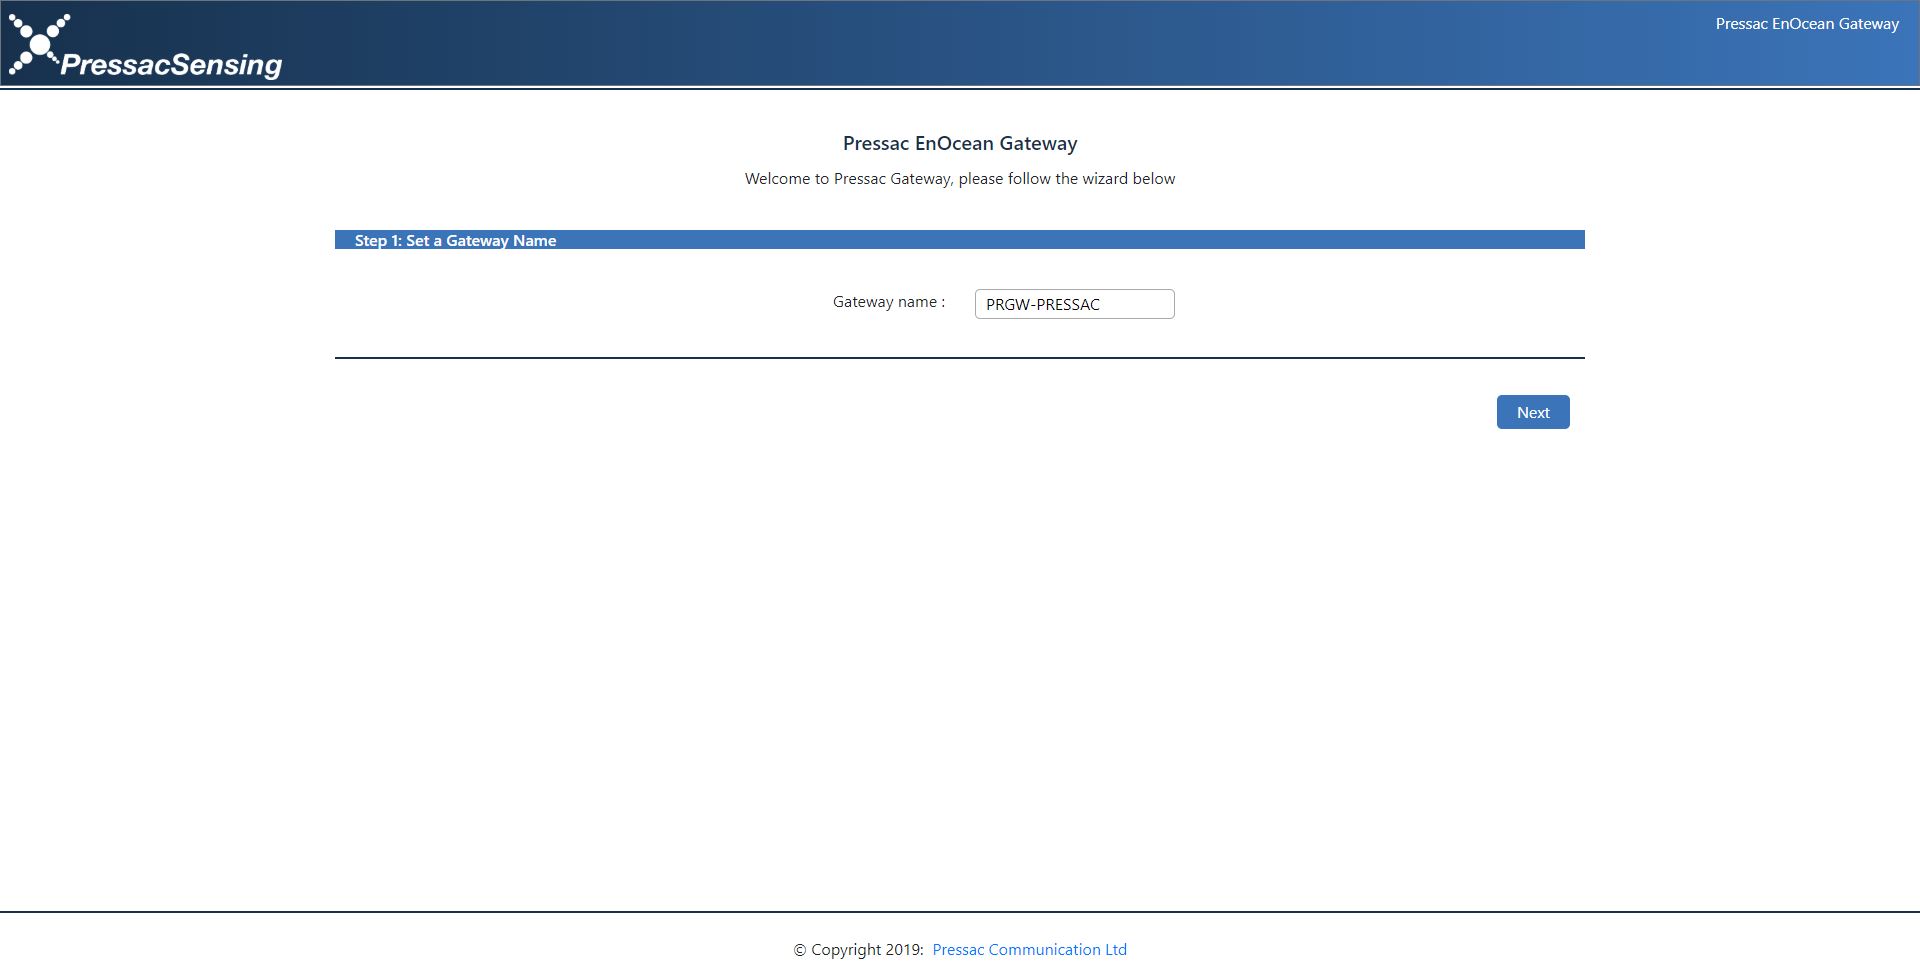 PressacSensing
Pressac EnOcean Gateway
Pressac EnOcean Gateway
Welcome to Pressac Gateway, please follow the wizard below
Step 1: Set a Gateway Name
Gateway name : PRGW-PRESSAC
Next
© Copyright 2019: Pressac Communication Ltd